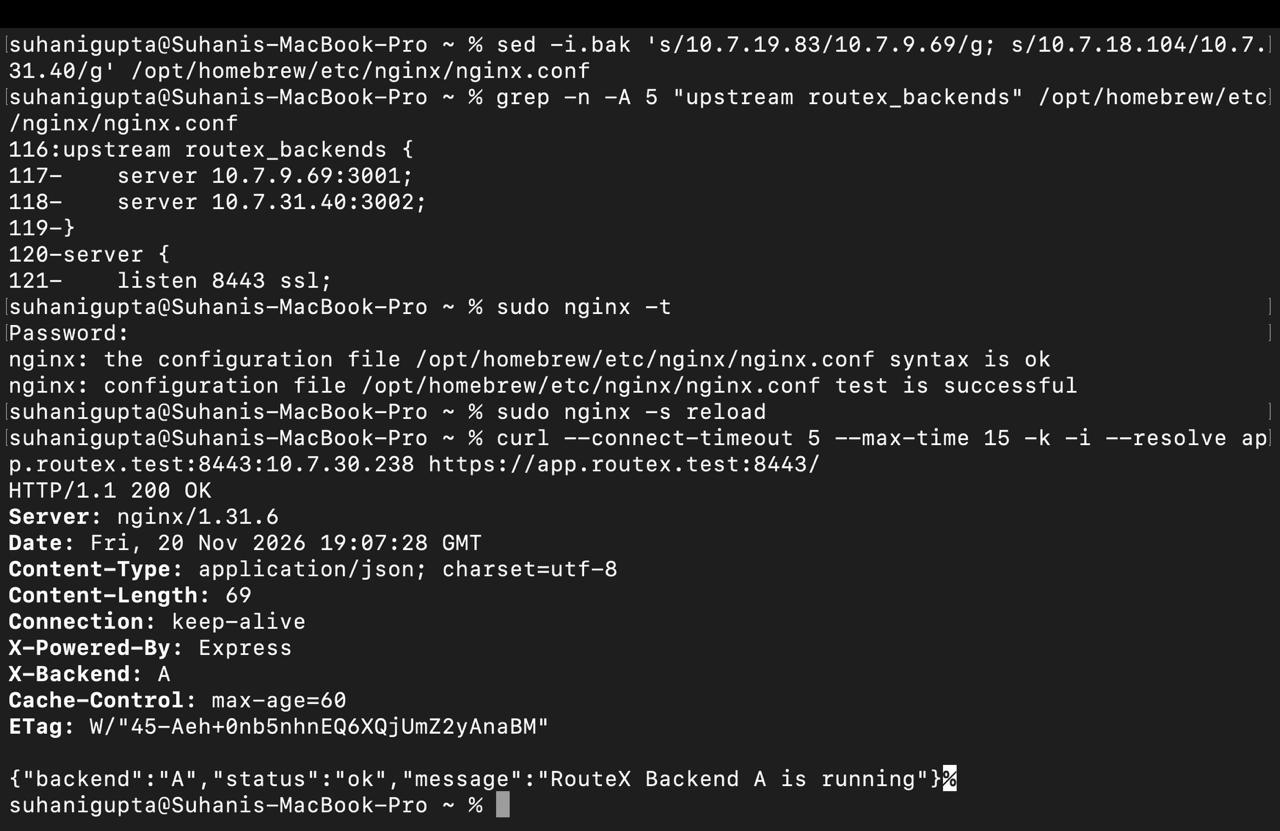 suhanigupta@Suhanis-MacBook-Pro ~ % sed -i.bak 's/10.7.19.83/10.7.9.69/g; s/10.7.18.104/10.7.
31.40/g' /opt/homebrew/etc/nginx/nginx.conf
suhanigupta@Suhanis-MacBook-Pro ~ % grep -n -A 5 "upstream routex_backends" /opt/homebrew/etc
/nginx/nginx.conf
116:upstream routex_backends {
117-    server 10.7.9.69:3001;
118-    server 10.7.31.40:3002;
119-}
120-server {
121-    listen 8443 ssl;
suhanigupta@Suhanis-MacBook-Pro ~ % sudo nginx -t
Password:
nginx: the configuration file /opt/homebrew/etc/nginx/nginx.conf syntax is ok
nginx: configuration file /opt/homebrew/etc/nginx/nginx.conf test is successful
suhanigupta@Suhanis-MacBook-Pro ~ % sudo nginx -s reload
suhanigupta@Suhanis-MacBook-Pro ~ % curl --connect-timeout 5 --max-time 15 -k -i --resolve ap
p.routex.test:8443:10.7.30.238 https://app.routex.test:8443/
HTTP/1.1 200 OK
Server: nginx/1.31.6
Date: Fri, 20 Nov 2026 19:07:28 GMT
Content-Type: application/json; charset=utf-8
Content-Length: 69
Connection: keep-alive
X-Powered-By: Express
X-Backend: A
Cache-Control: max-age=60
ETag: W/"45-Aeh+0nb5nhnEQ6XQjUmZ2yAnaBM"

{"backend":"A","status":"ok","message":"RouteX Backend A is running"}%
suhanigupta@Suhanis-MacBook-Pro ~ %